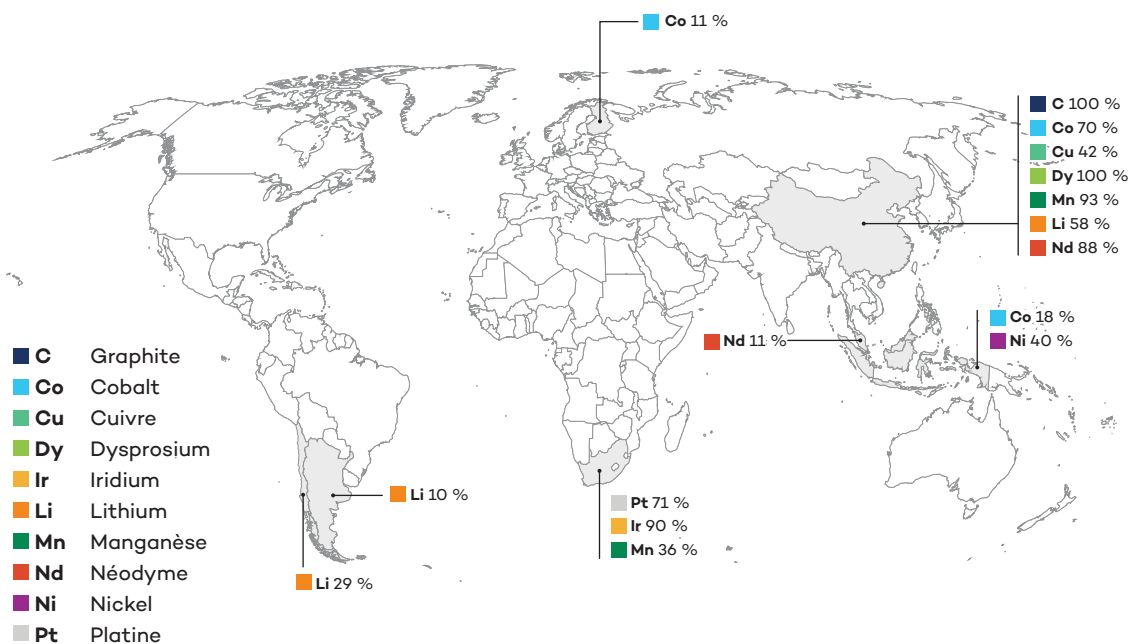 Co 11 %
C 100 %
Co 70 %
Cu 42 %
Dy 100 %
Mn 93 %
Li 58 %
Nd 88 %
Co 18 %
Ni 40 %
Nd 11 %
C Graphite
Co Cobalt
Cu Cuivre
Dy Dysprosium
Ir Iridium
Li Lithium
Mn Manganèse
Nd Néodyme
Ni Nickel
Pt Platine
Li 10 %
Li 29 %
Pt 71 %
Ir 90 %
Mn 36 %